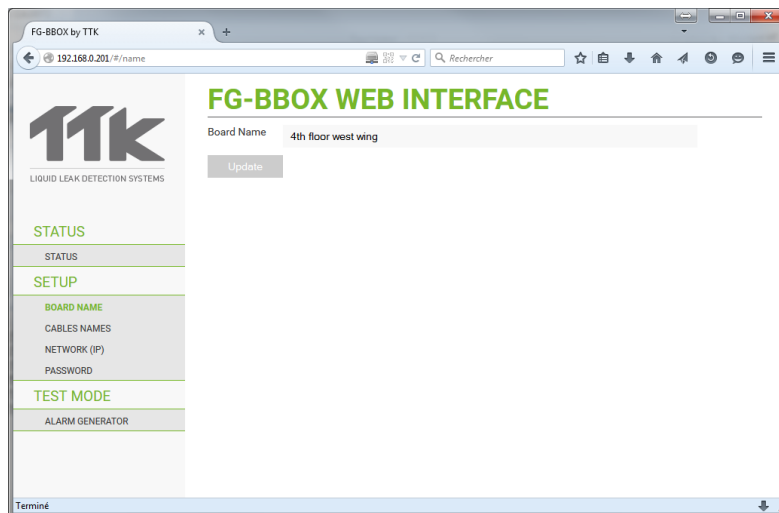 FG-BBOX by TTK
192.168.0.201/#/name
Rechercher
TTK
LIQUID LEAK DETECTION SYSTEMS
FG-BBOX WEB INTERFACE
Board Name
4th floor west wing
Update
STATUS
STATUS
SETUP
BOARD NAME
CABLES NAMES
NETWORK (IP)
PASSWORD
TEST MODE
ALARM GENERATOR
Terminé